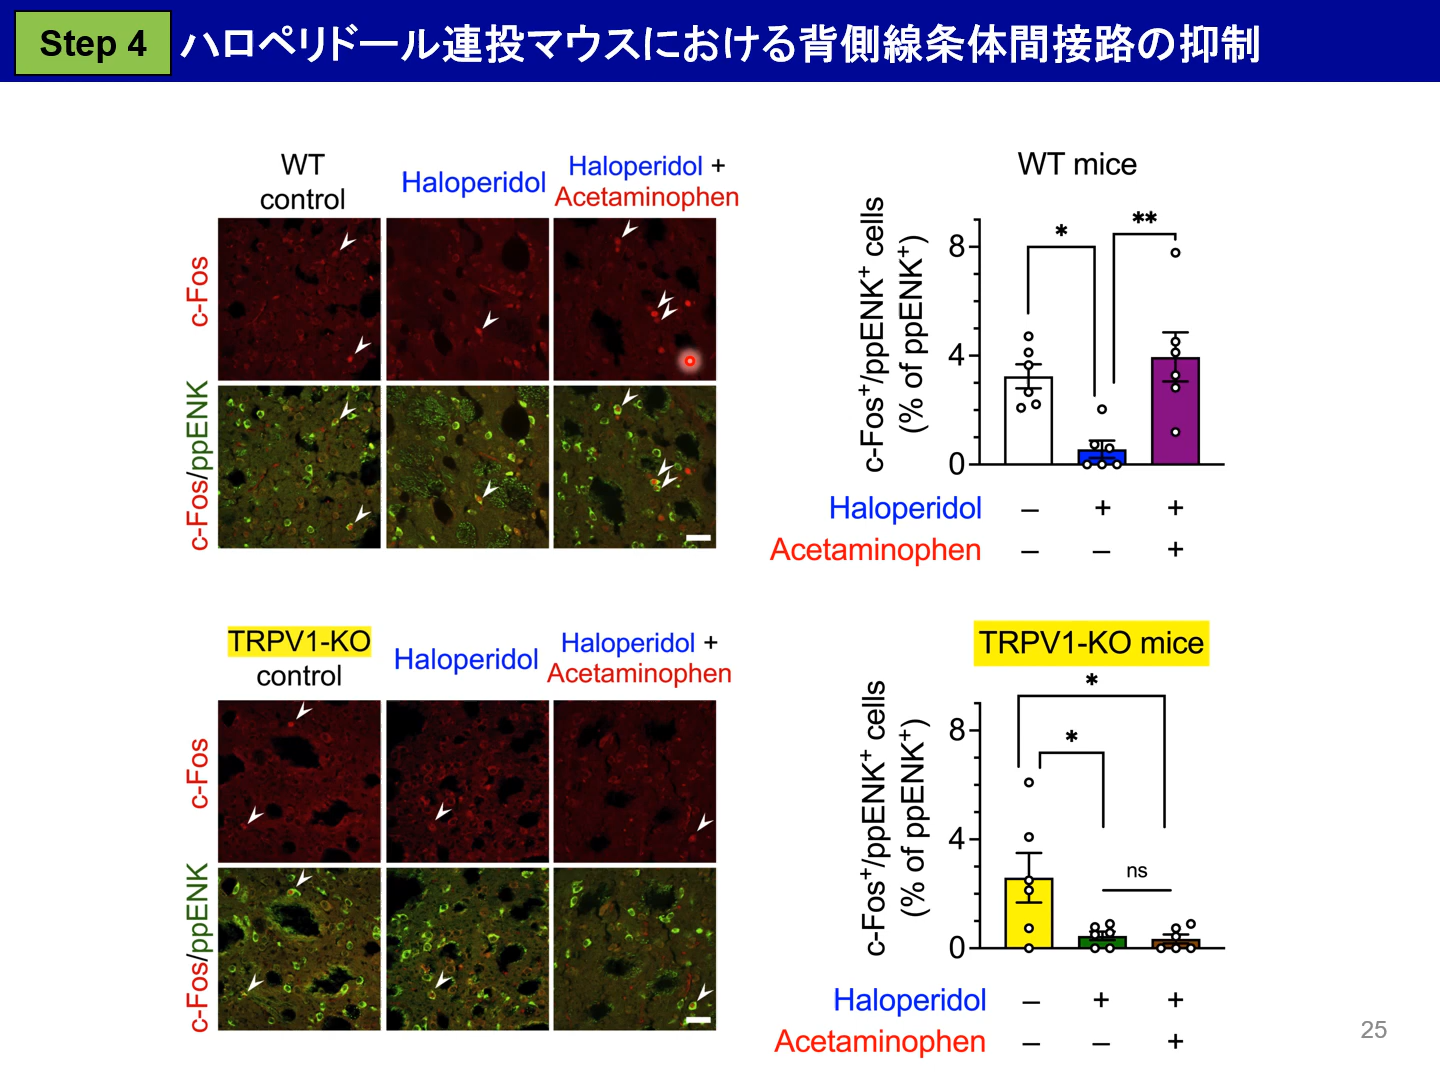 Step 4
ハロペリドール連投マウスにおける背側線条体間接路の抑制
WT
control
Haloperidol
Haloperidol +
Acetaminophen
c-Fos
c-Fos/ppENK
WT mice
c-Fos⁺/ppENK⁺ cells
(% of ppENK⁺)
* **
8
4
0
Haloperidol – + +
Acetaminophen – – +
TRPV1-KO
control
Haloperidol
Haloperidol +
Acetaminophen
c-Fos
c-Fos/ppENK
TRPV1-KO mice
c-Fos⁺/ppENK⁺ cells
(% of ppENK⁺)
*
*
ns
8
4
0
Haloperidol – + +
Acetaminophen – – +
25